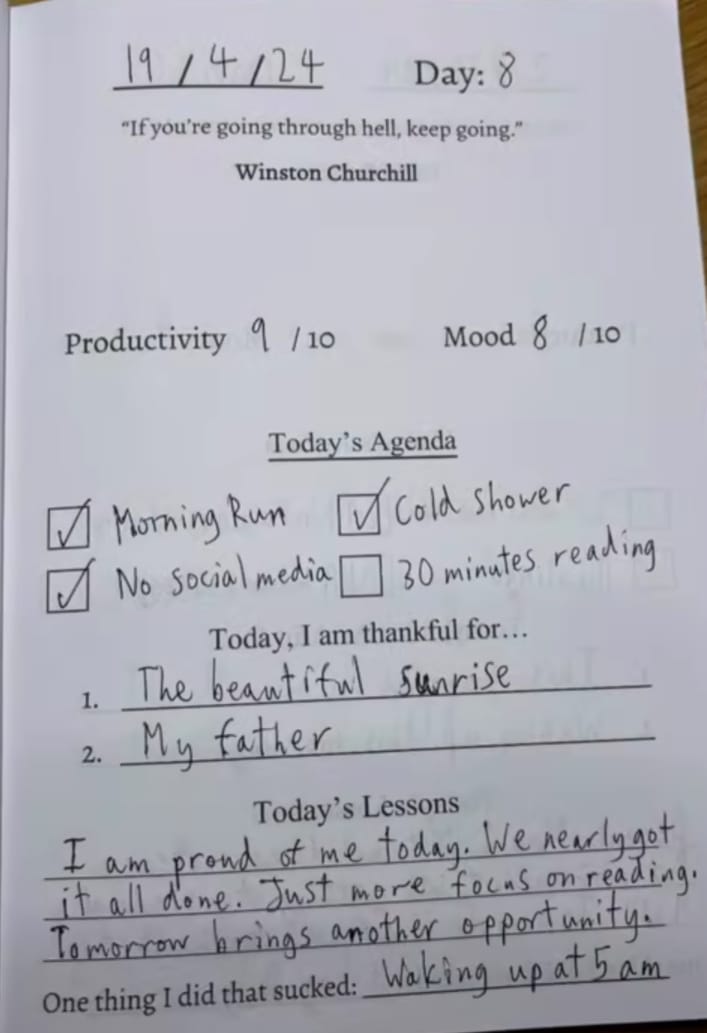 19 / 4 / 24 Day: 8
“If you’re going through hell, keep going.”
Winston Churchill
Productivity 9 / 10 Mood 8 / 10
Today’s Agenda
Morning Run Cold shower
No social media 30 minutes reading
Today, I am thankful for…
1. The beautiful sunrise
2. My father
Today’s Lessons
I am proud of me today. We nearly got
it all done. Just more focus on reading.
Tomorrow brings another opportunity.
One thing I did that sucked: Waking up at 5 am